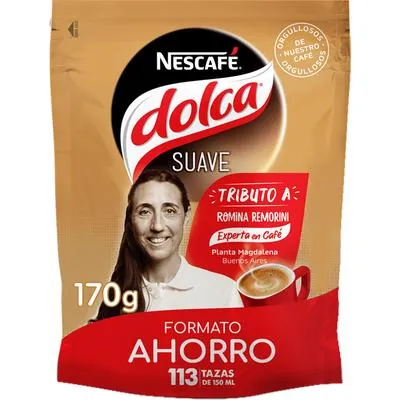 NESCAFÉ
dolca
SUAVE
ORGULLOSOS
DE
NUESTRO
CAFÉ
ORGULLOSOS
TRIBUTO A
ROMINA REMORINI
Experta en Café
Planta Magdalena
Buenos Aires
170g
FORMATO
AHORRO
113 TAZAS
DE 150 ML